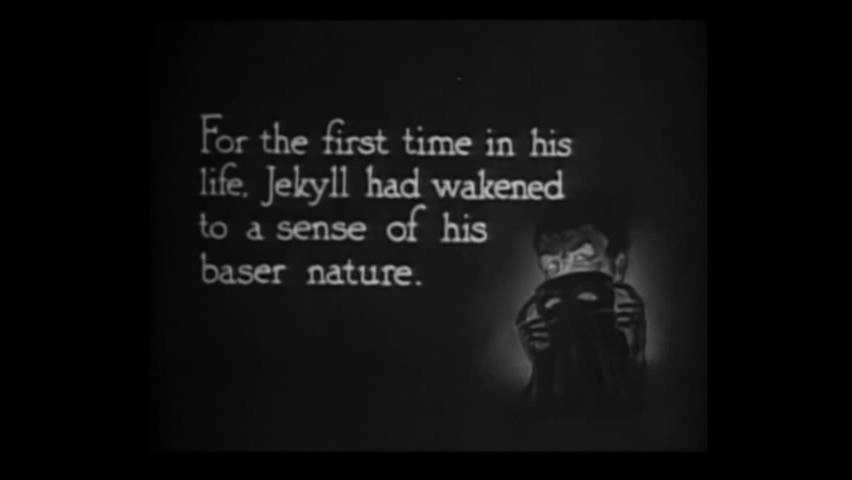 For the first time in his
life, Jekyll had wakened
to a sense of his
baser nature.